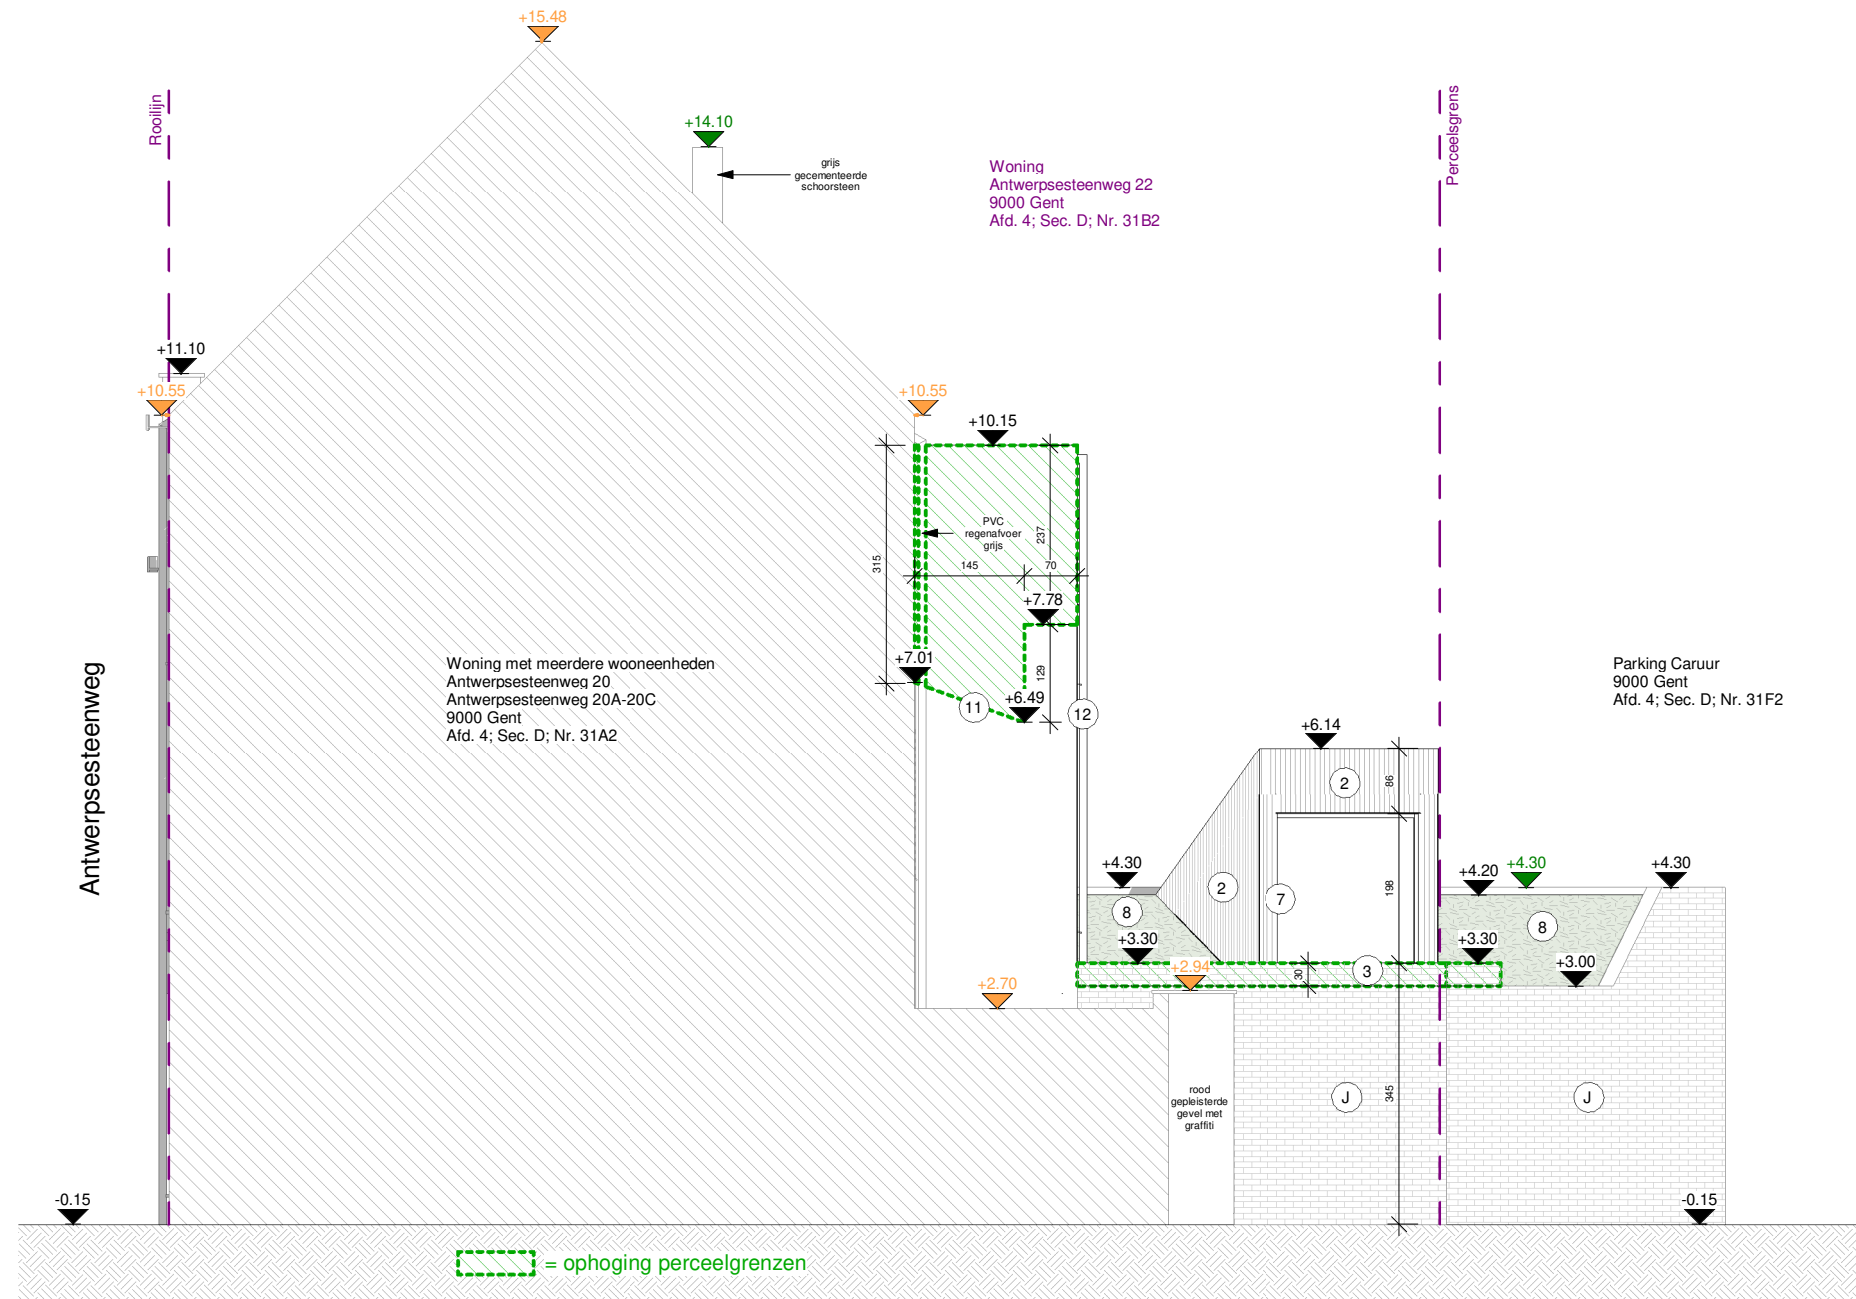 +15.48
Rooilijn
+14.10
grijs
gecementeerde
schoorsteen
Woning
Antwerpsesteenweg 22
9000 Gent
Afd. 4; Sec. D; Nr. 31B2
Perceelsgrens
+11.10
+10.55
+10.55
+10.15
PVC
regenafvoer
grijs
237
315
145
70
+7.78
+7.01
129
+6.49
11
12
Woning met meerdere wooneenheden
Antwerpsesteenweg 20
Antwerpsesteenweg 20A-20C
9000 Gent
Afd. 4; Sec. D; Nr. 31A2
Parking Caruur
9000 Gent
Afd. 4; Sec. D; Nr. 31F2
Antwerpsesteenweg
+6.14
2
86
+4.30
2
7
198
+4.20
+4.30
+4.30
8
8
+3.30
+3.30
+2.94
3
30
+3.00
+2.70
rood
gepleisterde
gevel met
graffiti
J
345
J
-0.15
-0.15
= ophoging perceelgrenzen